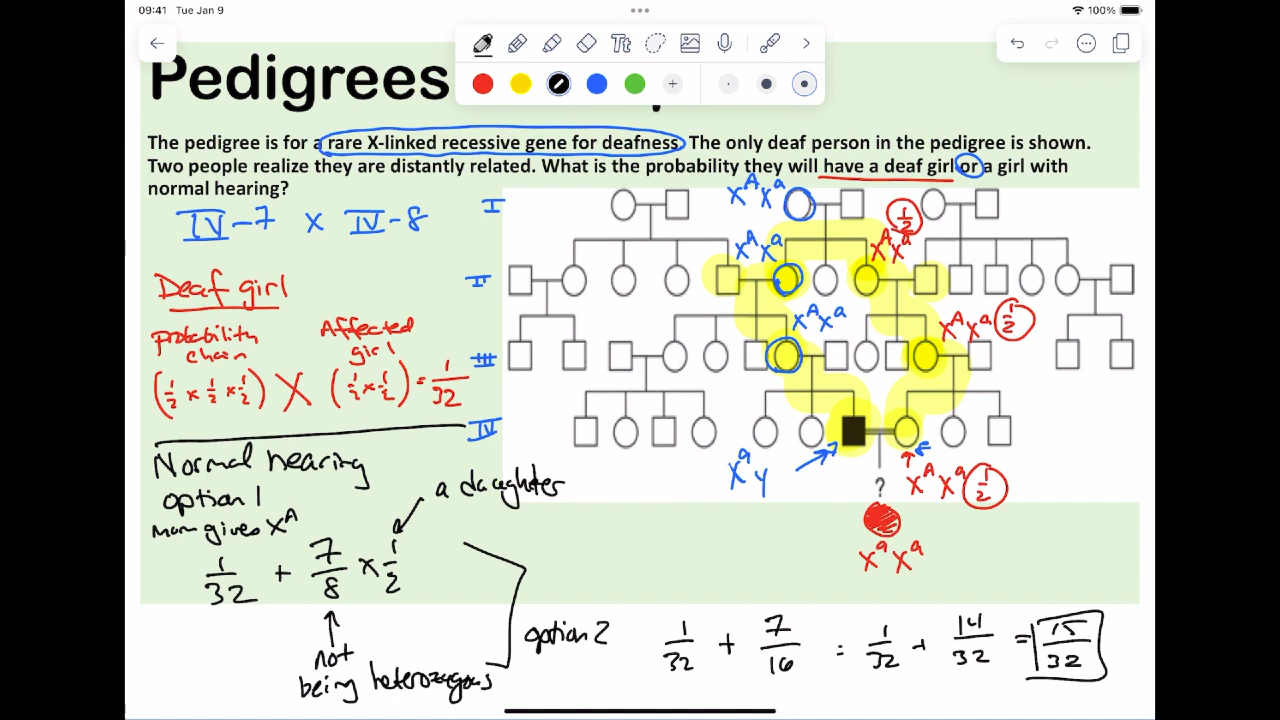 09:41 Tue Jan 9
100%
Tt
Pedigrees
The pedigree is for a rare X-linked recessive gene for deafness. The only deaf person in the pedigree is shown.
Two people realize they are distantly related. What is the probability they will have a deaf girl or a girl with
normal hearing?
IV-7 x IV-8
I
II
III
IV
Deaf girl
probability chain
Affected girl
(1/2 x 1/2 x 1/2) X (1/2 x 1/2) = 1/32
Normal hearing
option 1
mom gives X^A
1/32 + 7/8 x 1/2
a daughter
not
being heterozygous
option 2
1/32 + 7/16 = 1/32 + 14/32 = 15/32
X^A X^a
X^A X^a
X^A X^a 1/2
X^A X^a
X^A X^a 1/2
X^a Y
7
X^A X^a 1/2
?
X^a X^a